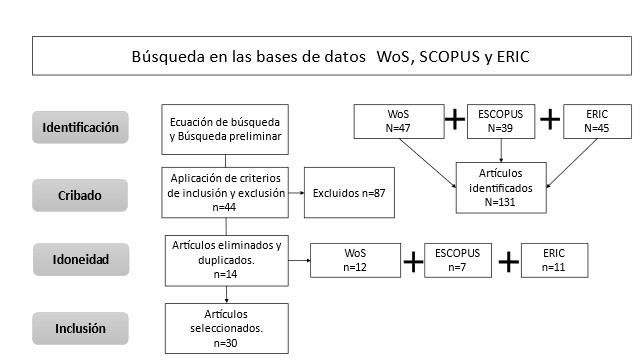 Búsqueda en las bases de datos WoS, SCOPUS y ERIC
Identificación
Ecuación de búsqueda
y Búsqueda preliminar
WoS
N=47
+
ESCOPUS
N=39
+
ERIC
N=45
Artículos
identificados
N=131
Cribado
Aplicación de criterios
de inclusión y exclusión
n=44
Excluidos n=87
Idoneidad
Artículos eliminados y
duplicados.
n=14
WoS
n=12
+
ESCOPUS
n=7
+
ERIC
n=11
Inclusión
Artículos
seleccionados.
n=30